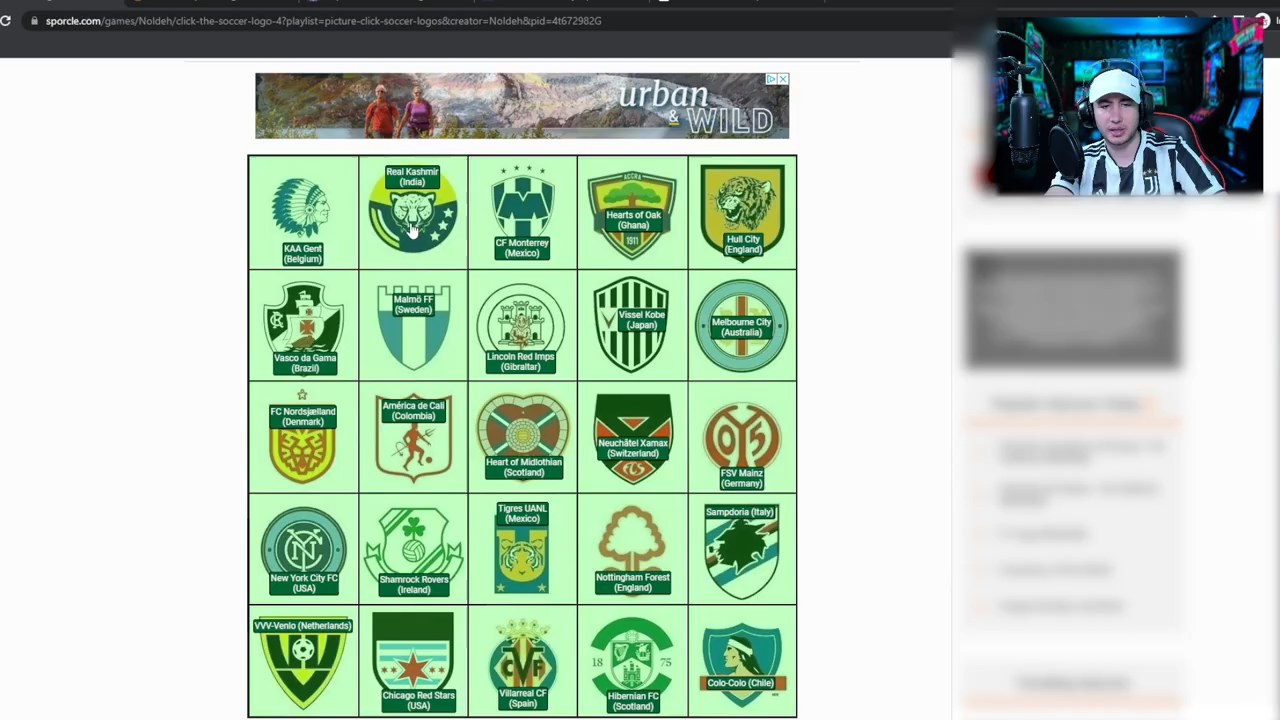 sporcle.com/games/Noldeh/click-the-soccer-logo-4?playlist=picture-click-soccer-logos&creator=Noldeh&pid=4t672982G
urban
& WILD
KAA Gent
(Belgium)
Real Kashmir
(India)
CF Monterrey
(Mexico)
ACCRA
Hearts of Oak
(Ghana)
1911
Hull City
(England)
Vasco da Gama
(Brazil)
Malmö FF
(Sweden)
Lincoln Red Imps
(Gibraltar)
Vissel Kobe
(Japan)
Melbourne City
(Australia)
FC Nordsjælland
(Denmark)
América de Cali
(Colombia)
Heart of Midlothian
(Scotland)
Neuchâtel Xamax
(Switzerland)
FSV Mainz
(Germany)
New York City FC
(USA)
Shamrock Rovers
(Ireland)
Tigres UANL
(Mexico)
Nottingham Forest
(England)
Sampdoria (Italy)
VVV-Venlo (Netherlands)
Chicago Red Stars
(USA)
CVF
Villarreal CF
(Spain)
18 75
Hibernian FC
(Scotland)
Colo-Colo (Chile)